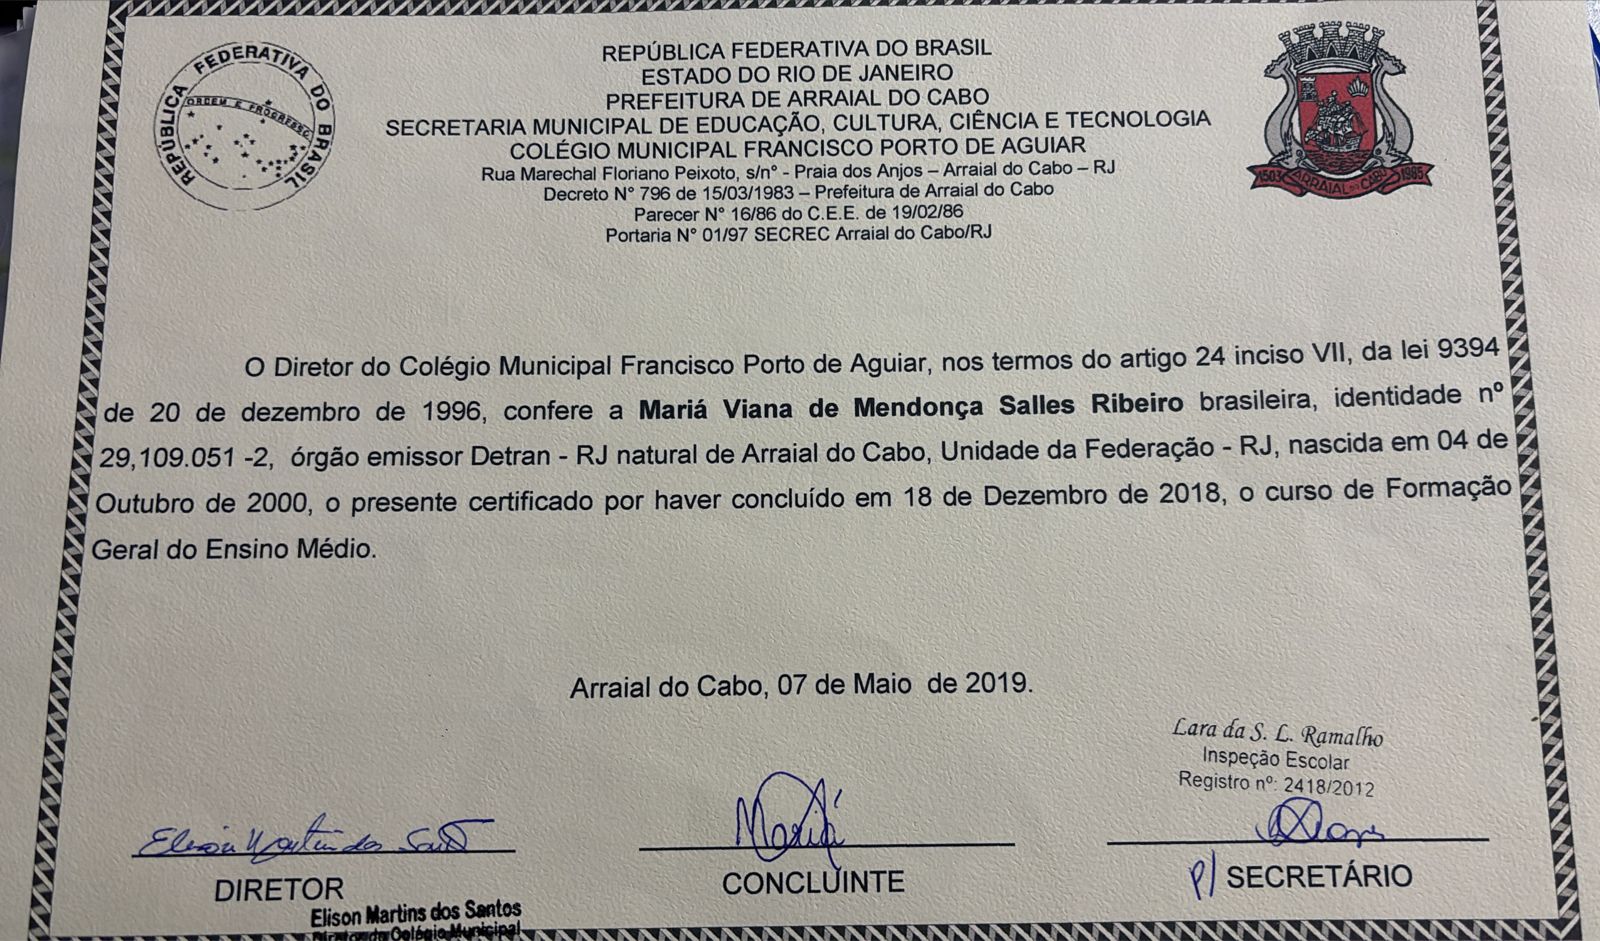 REPÚBLICA FEDERATIVA DO BRASIL
ORDEM E PROGRESSO
REPÚBLICA FEDERATIVA DO BRASIL
ESTADO DO RIO DE JANEIRO
PREFEITURA DE ARRAIAL DO CABO
SECRETARIA MUNICIPAL DE EDUCAÇÃO, CULTURA, CIÊNCIA E TECNOLOGIA
COLÉGIO MUNICIPAL FRANCISCO PORTO DE AGUIAR
Rua Marechal Floriano Peixoto, s/nº - Praia dos Anjos – Arraial do Cabo – RJ
Decreto N° 796 de 15/03/1983 – Prefeitura de Arraial do Cabo
Parecer N° 16/86 do C.E.E. de 19/02/86
Portaria N° 01/97 SECREC Arraial do Cabo/RJ
1503 ARRAIAL DO CABO 1985
O Diretor do Colégio Municipal Francisco Porto de Aguiar, nos termos do artigo 24 inciso VII, da lei 9394
de 20 de dezembro de 1996, confere a Mariá Viana de Mendonça Salles Ribeiro brasileira, identidade nº
29,109.051 -2, órgão emissor Detran - RJ natural de Arraial do Cabo, Unidade da Federação - RJ, nascida em 04 de
Outubro de 2000, o presente certificado por haver concluído em 18 de Dezembro de 2018, o curso de Formação
Geral do Ensino Médio.
Arraial do Cabo, 07 de Maio de 2019.
Lara da S. L. Ramalho
Inspeção Escolar
Registro nº: 2418/2012
Elison Martins dos Santos
Mariá
DIRETOR
CONCLUINTE
P/ SECRETÁRIO
Elison Martins dos Santos
Diretor do Colégio Municipal